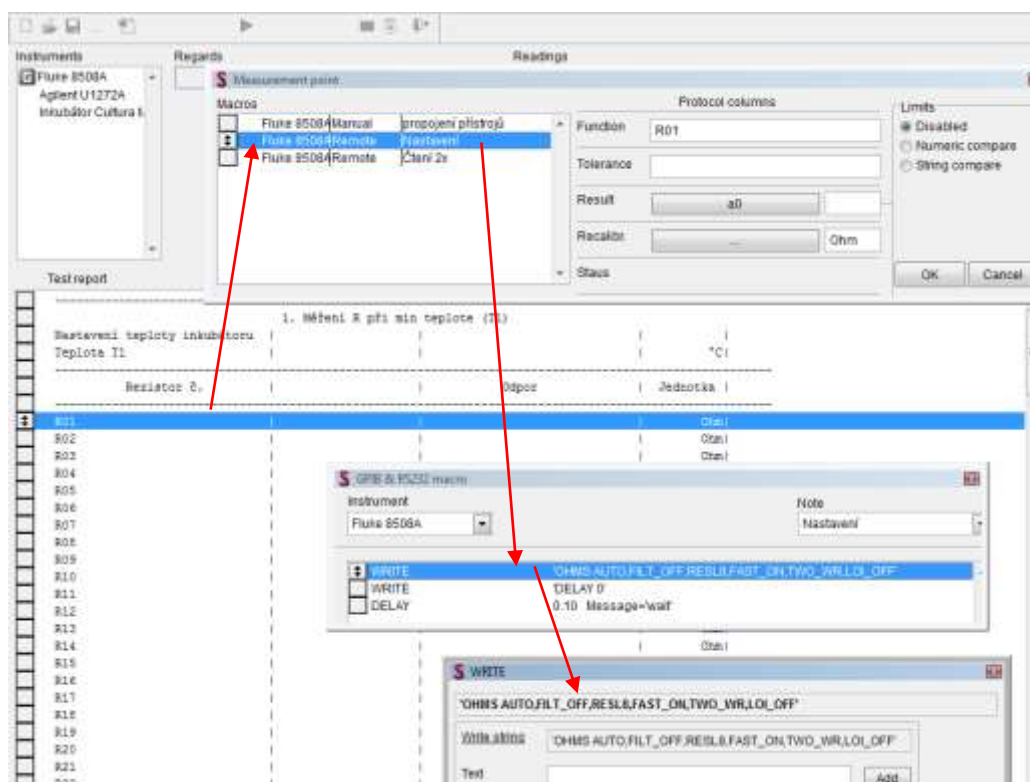 Instruments
Regards
Readings
Fluke 8508A
Agilent U1272A
Inkubátor Cultura
Measurement point
Macros
Fluke 8508A Manual propojení přístrojů
Fluke 8508A Remote Nastavení
Fluke 8508A Remote Čtení 2x
Protocol columns
Function R01
Tolerance
Result a0
Recalibr. ... Ohm
Staus
Limits
Disabled
Numeric compare
String compare
OK Cancel
Test report
1. Měření R při min teplote (T1)
Nastavení teploty inkubátoru | | | |
Teplota T1 | | | °C|
Rezistor č. | | Odpor | Jednotka |
R01 | | | Ohm|
R02 | | | Ohm|
R03 | | | Ohm|
R04
R05
R06
R07
R08
R09
R10
R11
R12
R13
R14 | | | Ohm|
R15
R16
R17
R18
R19
R20
R21
GPIB & RS232 macro
Instrument
Fluke 8508A
Note
Nastavení
WRITE 'OHMS AUTO,FILT_OFF,RESL8,FAST_ON,TWO_WR,LOI_OFF'
WRITE 'DELAY 0'
DELAY 0.10 Message='wait'
WRITE
'OHMS AUTO,FILT_OFF,RESL8,FAST_ON,TWO_WR,LOI_OFF'
Write string 'OHMS AUTO,FILT_OFF,RESL8,FAST_ON,TWO_WR,LOI_OFF'
Text Add